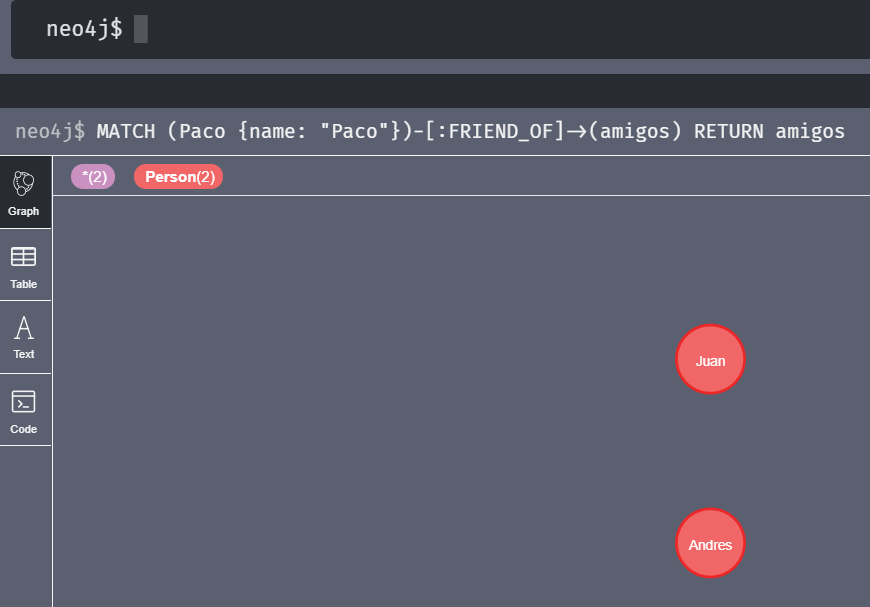 neo4j$
neo4j$ MATCH (Paco {name: "Paco"})-[:FRIEND_OF]->(amigos) RETURN amigos
*(2) Person(2)
Graph
Table
Text
Code
Juan
Andres